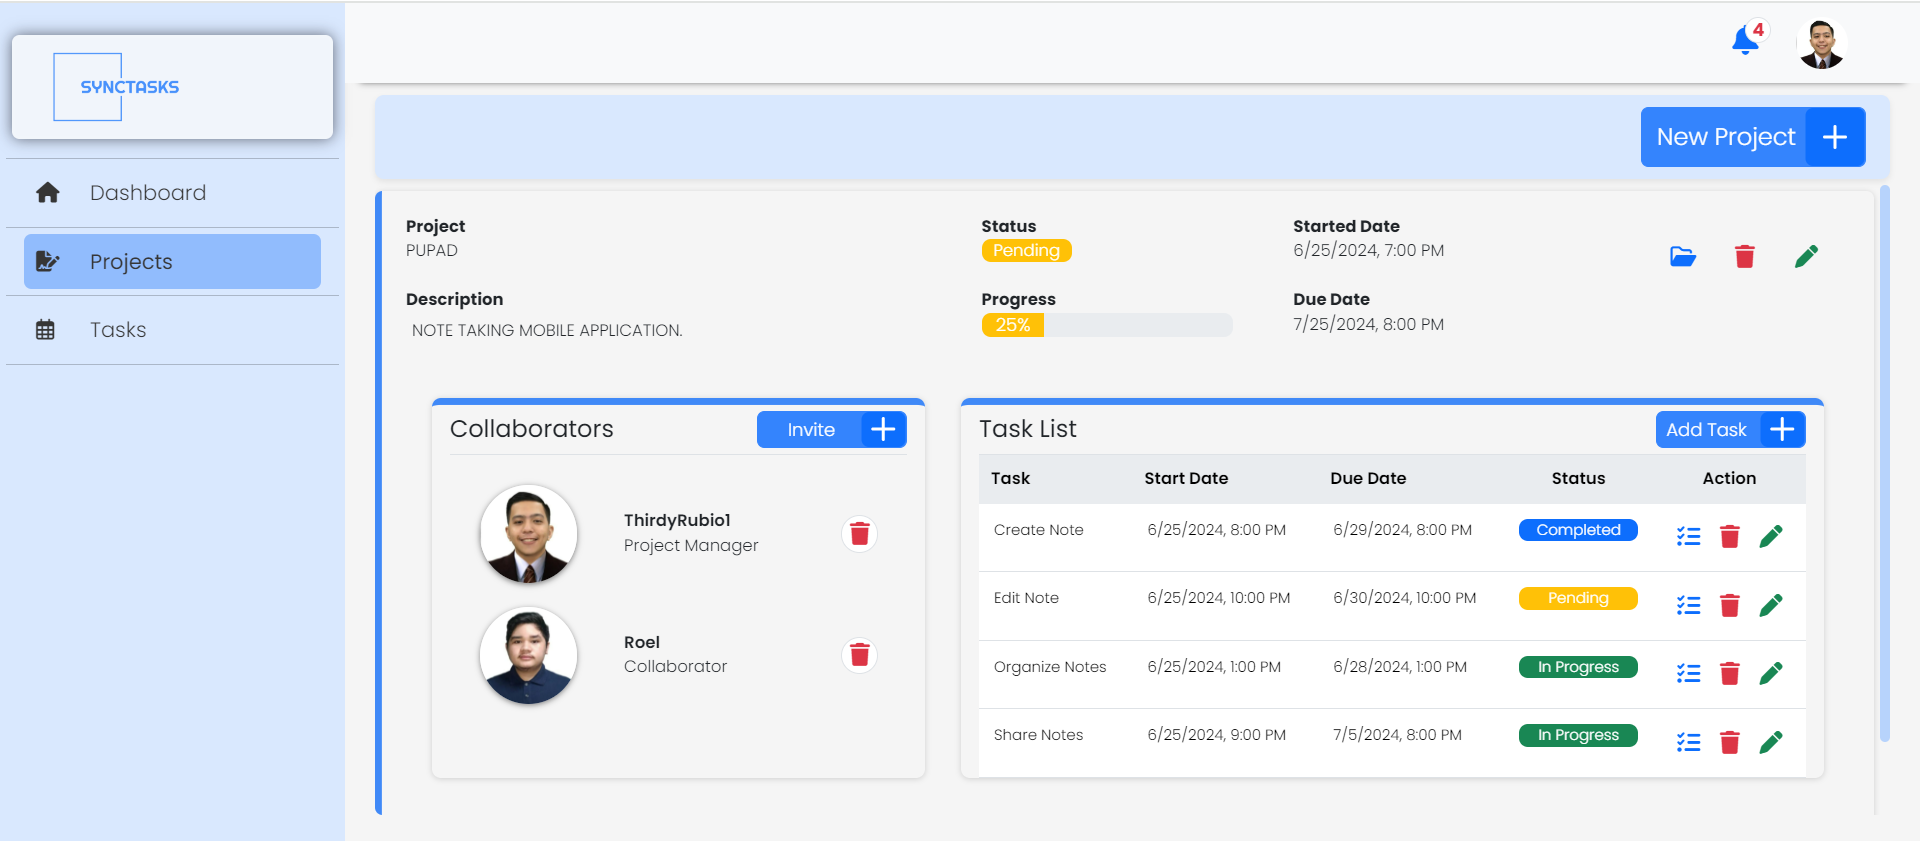 SYNCTASKS
4
Dashboard
Projects
Tasks
New Project
Project
PUPAD
Status
Pending
Started Date
6/25/2024, 7:00 PM
Description
NOTE TAKING MOBILE APPLICATION.
Progress
25%
Due Date
7/25/2024, 8:00 PM
Collaborators
Invite
ThirdyRubio1
Project Manager
Roel
Collaborator
Task List
Add Task
Task Start Date Due Date Status Action
Create Note 6/25/2024, 8:00 PM 6/29/2024, 8:00 PM Completed
Edit Note 6/25/2024, 10:00 PM 6/30/2024, 10:00 PM Pending
Organize Notes 6/25/2024, 1:00 PM 6/28/2024, 1:00 PM In Progress
Share Notes 6/25/2024, 9:00 PM 7/5/2024, 8:00 PM In Progress